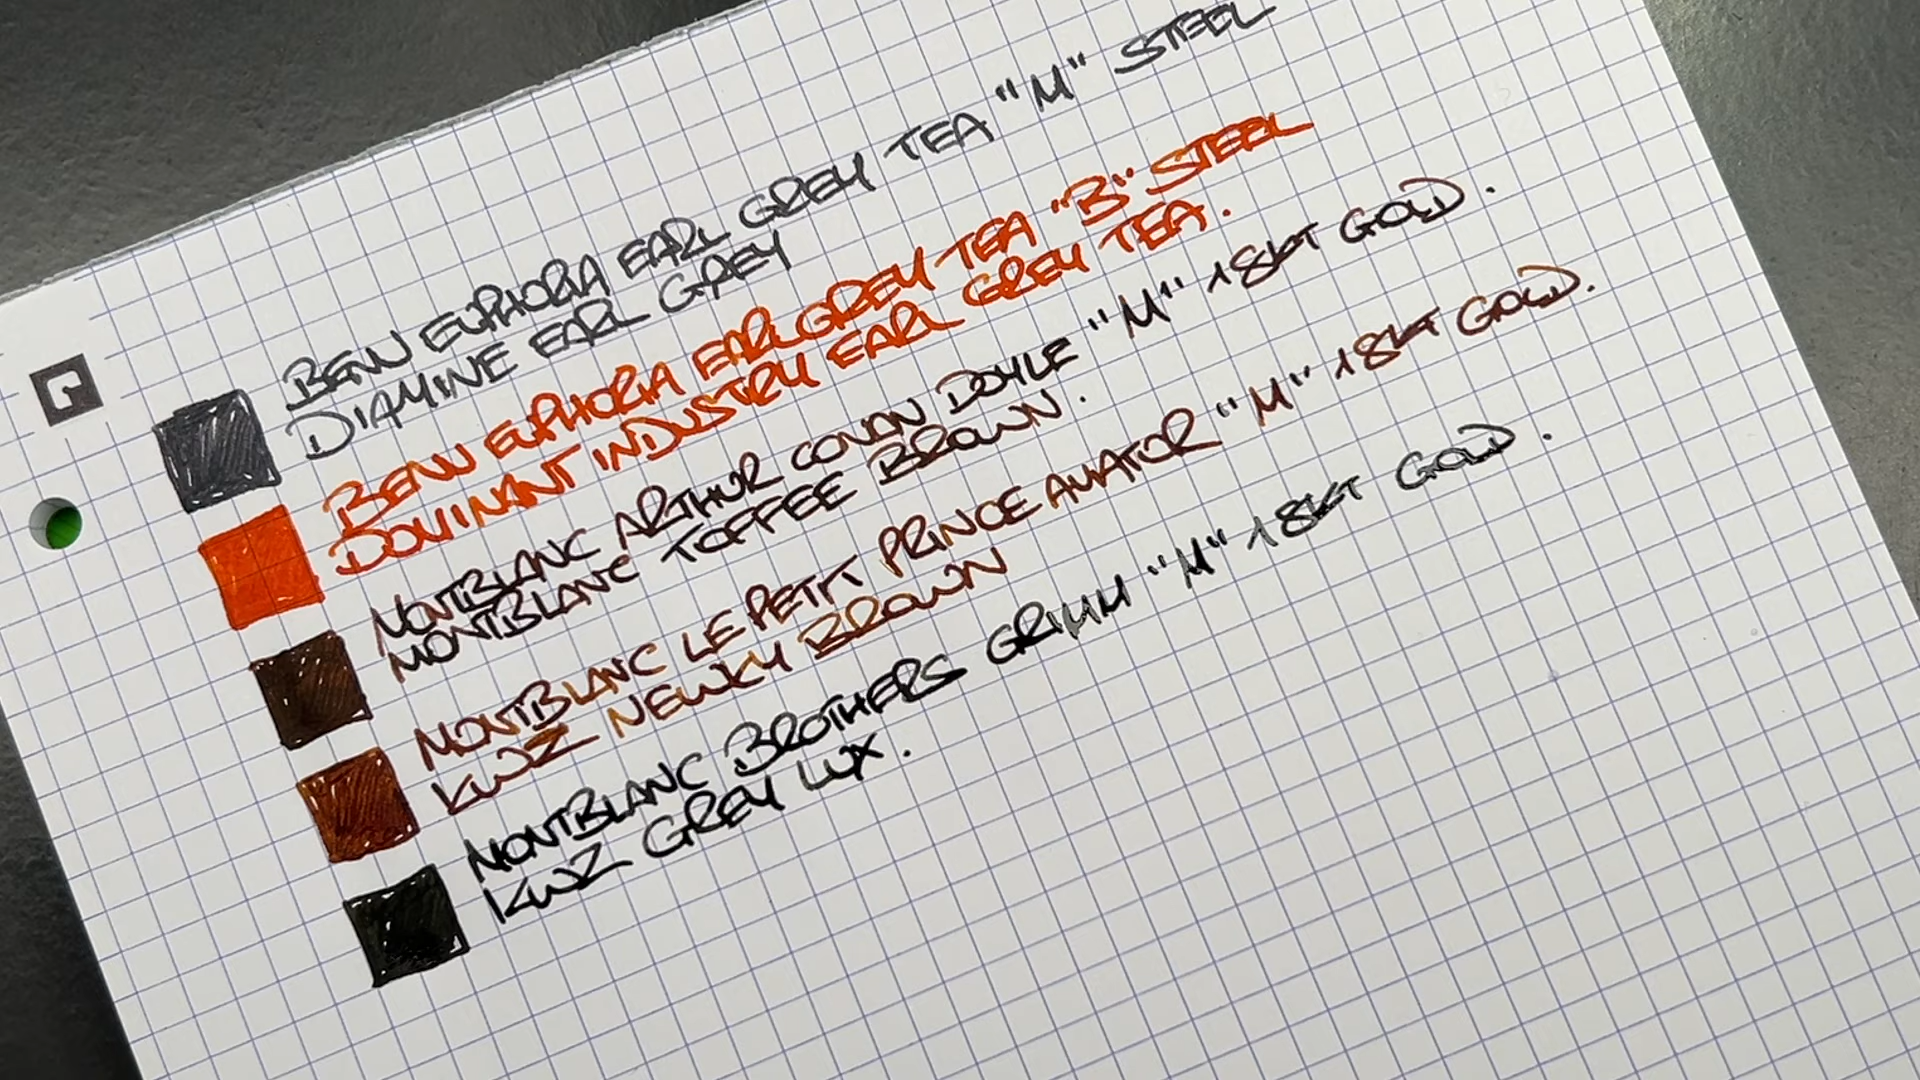 BENU EUPHORIA EARL GREY TEA "M" STEEL
DIAMINE EARL GREY
BENU EUPHORIA EARL GREY TEA "B" STEEL
DOMINANT INDUSTRY EARL GREY TEA.
MONTBLANC ARTHUR CONAN DOYLE "M" 18KT GOLD.
MONTBLANC TOFFEE BROWN.
MONTBLANC LE PETIT PRINCE AVIATOR "M" 18KT GOLD.
KWZ NEWKY BROWN
MONTBLANC BROTHERS GRIMM "M" 18KT GOLD.
KWZ GREY LUX.